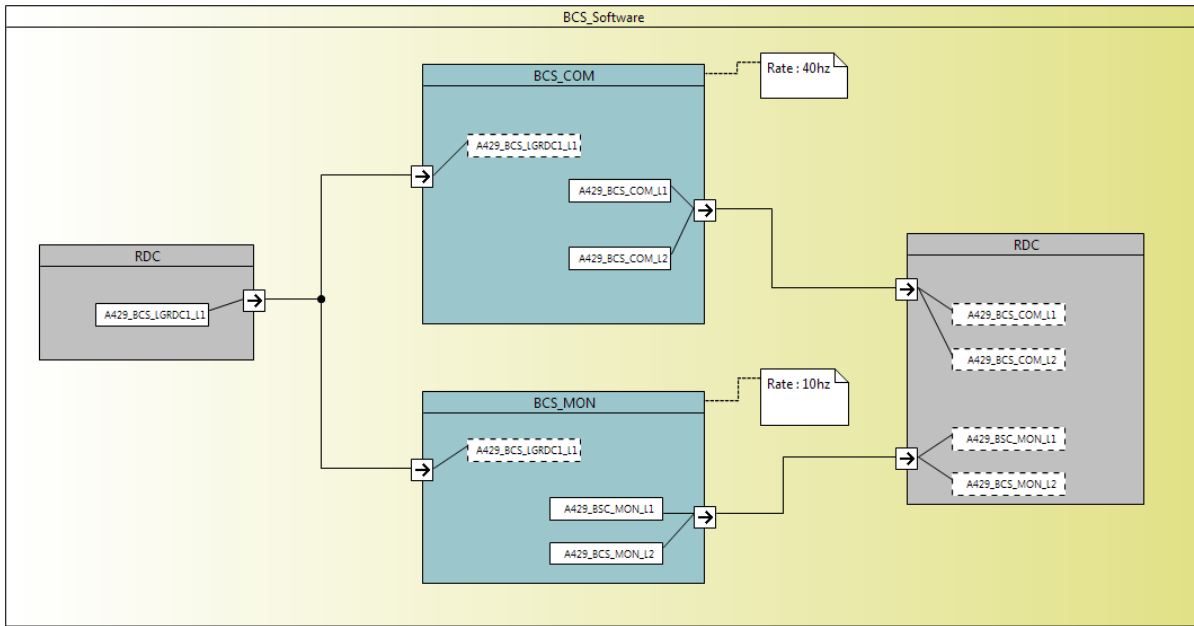 BCS_Software
BCS_COM
Rate : 40hz
A429_BCS_LGRDC1_L1
A429_BCS_COM_L1
A429_BCS_COM_L2
RDC
A429_BCS_LGRDC1_L1
RDC
A429_BCS_COM_L1
A429_BCS_COM_L2
A429_BSC_MON_L1
A429_BCS_MON_L2
BCS_MON
Rate : 10hz
A429_BCS_LGRDC1_L1
A429_BSC_MON_L1
A429_BCS_MON_L2